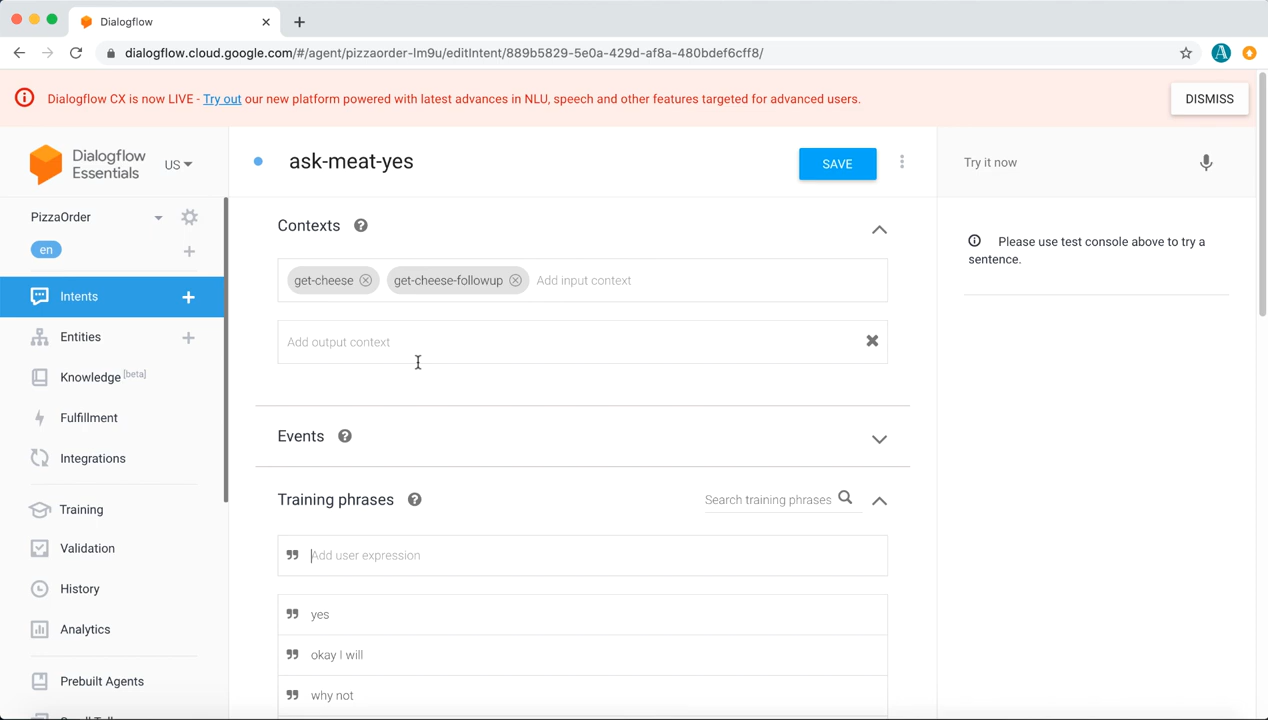 Dialogflow
dialogflow.cloud.google.com/#/agent/pizzaorder-lm9u/editIntent/889b5829-5e0a-429d-af8a-480bdef6cff8/
A
Dialogflow CX is now LIVE - Try out our new platform powered with latest advances in NLU, speech and other features targeted for advanced users.
DISMISS
Dialogflow
Essentials
US
ask-meat-yes
SAVE
Try it now
PizzaOrder
en
Intents
Entities
Knowledge [beta]
Fulfillment
Integrations
Training
Validation
History
Analytics
Prebuilt Agents
Contexts
get-cheese get-cheese-followup Add input context
Add output context
Events
Training phrases
Search training phrases
Add user expression
yes
okay I will
why not
Please use test console above to try a
sentence.